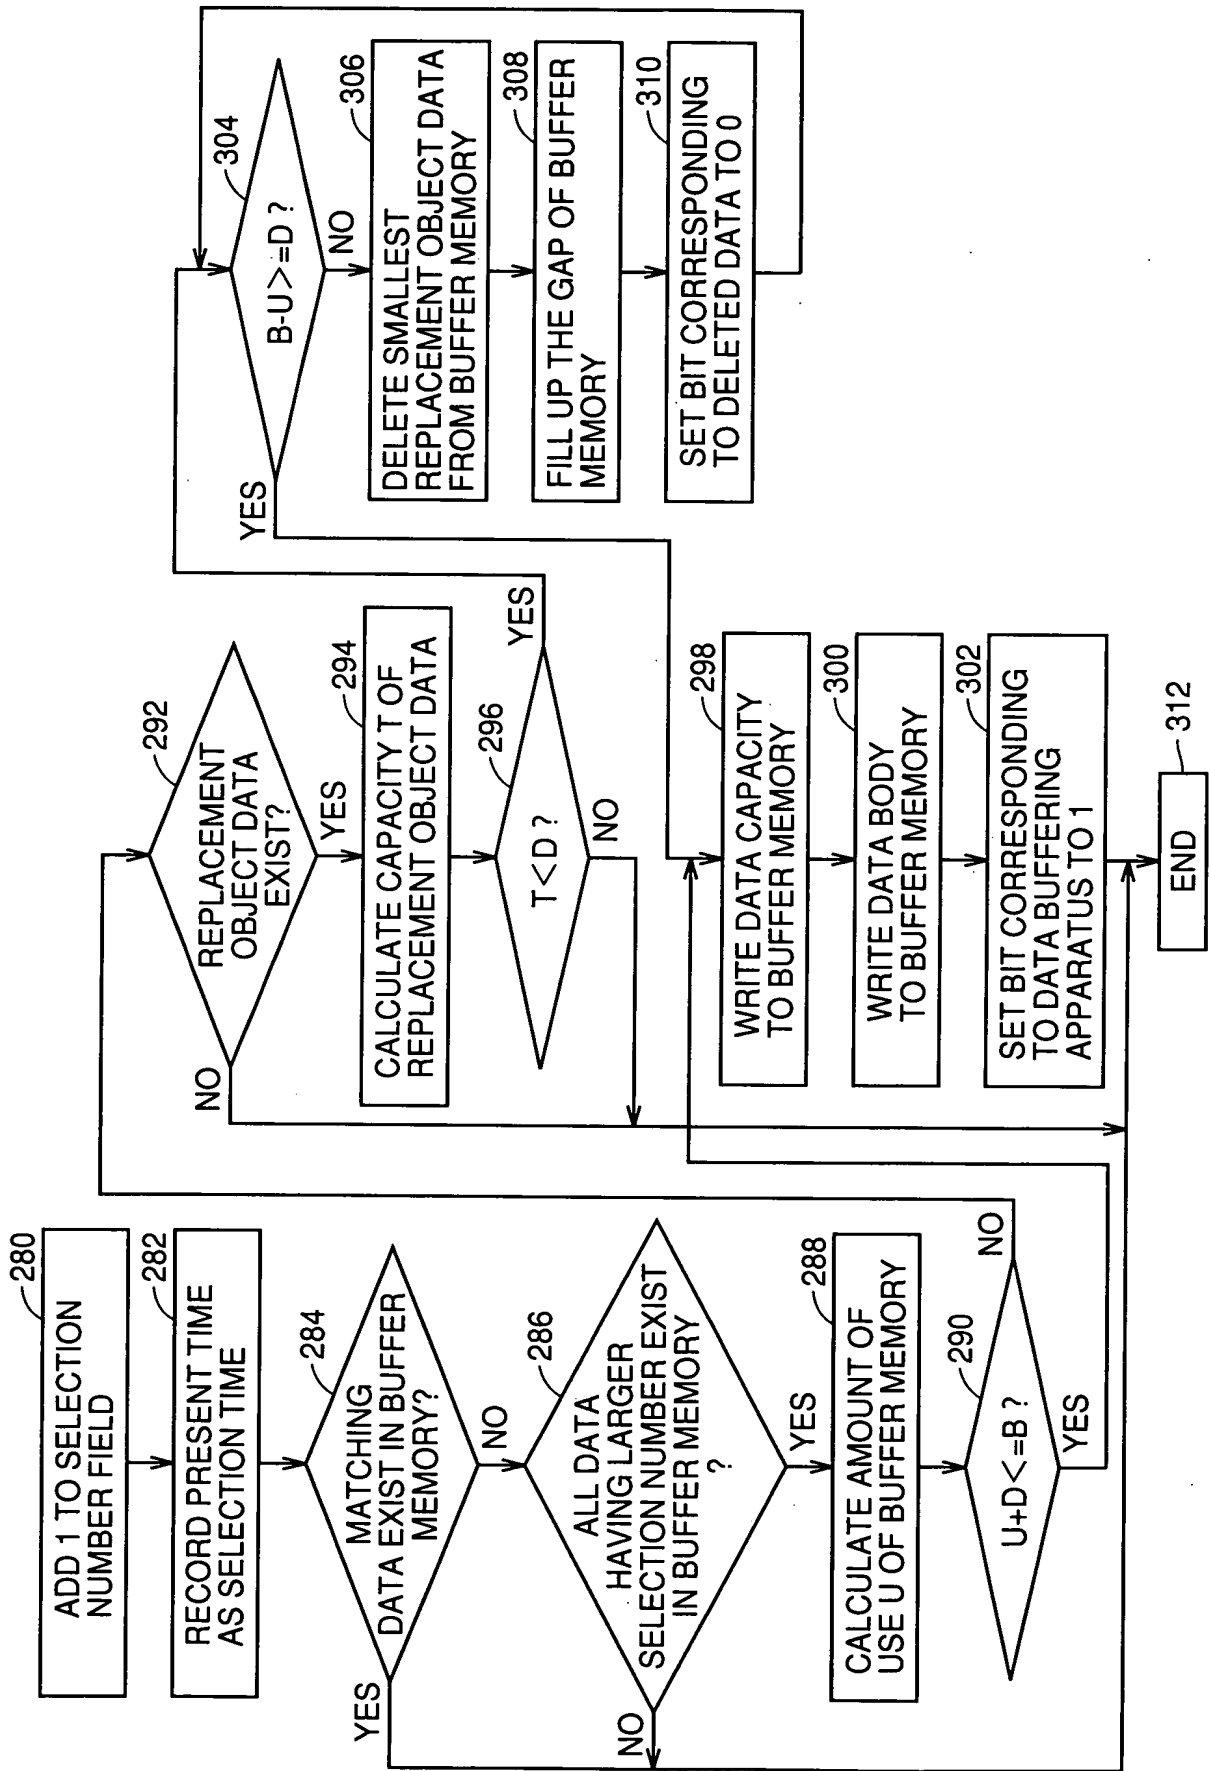 280
ADD 1 TO SELECTION
NUMBER FIELD
282
RECORD PRESENT TIME
AS SELECTION TIME
284
MATCHING
DATA EXIST IN BUFFER
MEMORY?
YES
NO
286
ALL DATA
HAVING LARGER
SELECTION NUMBER EXIST
IN BUFFER MEMORY
?
NO
YES
288
CALCULATE AMOUNT OF
USE U OF BUFFER MEMORY
290
U+D<=B ?
NO
YES
292
REPLACEMENT
OBJECT DATA
EXIST?
NO
YES
294
CALCULATE CAPACITY T OF
REPLACEMENT OBJECT DATA
296
T<D ?
YES
NO
298
WRITE DATA CAPACITY
TO BUFFER MEMORY
300
WRITE DATA BODY
TO BUFFER MEMORY
302
SET BIT CORRESPONDING
TO DATA BUFFERING
APPARATUS TO 1
312
END
304
B-U>=D ?
YES
NO
306
DELETE SMALLEST
REPLACEMENT OBJECT DATA
FROM BUFFER MEMORY
308
FILL UP THE GAP OF BUFFER
MEMORY
310
SET BIT CORRESPONDING
TO DELETED DATA TO 0